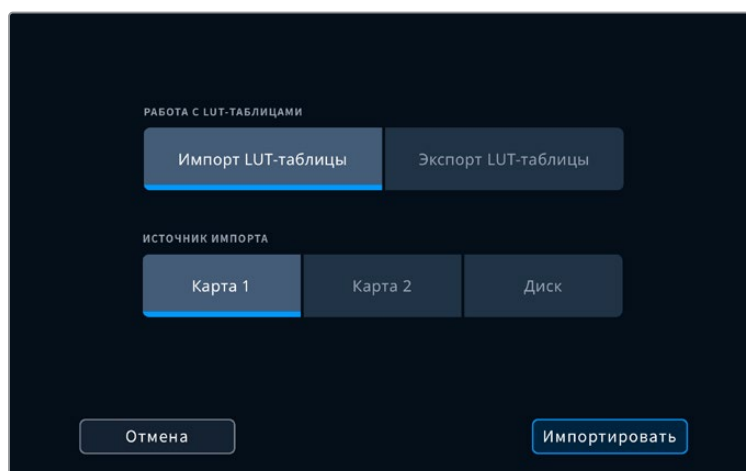 РАБОТА С LUT-ТАБЛИЦАМИ
Импорт LUT-таблицы Экспорт LUT-таблицы
ИСТОЧНИК ИМПОРТА
Карта 1 Карта 2 Диск
Отмена Импортировать